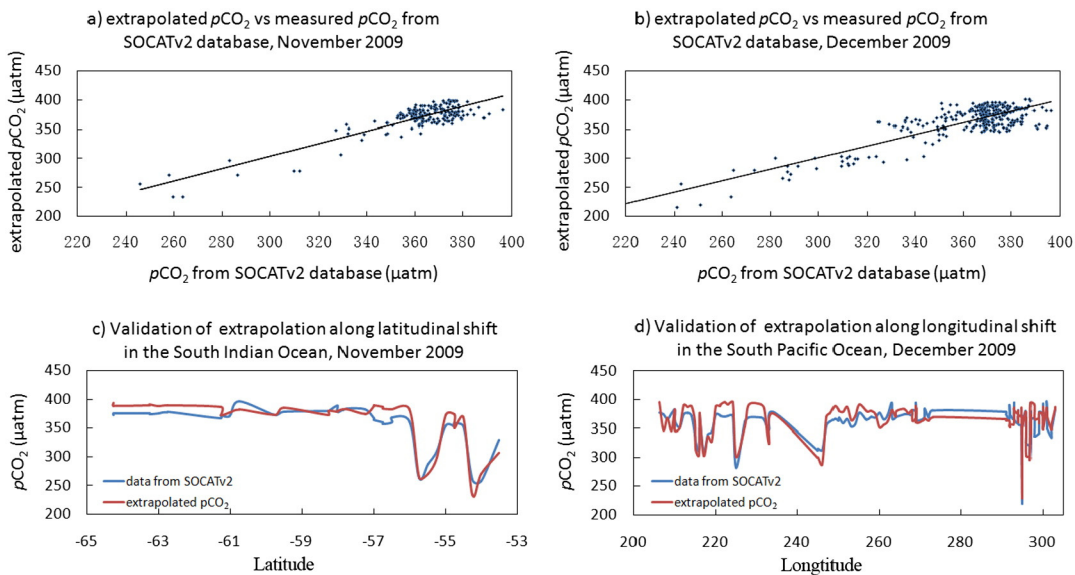 a) extrapolated pCO₂ vs measured pCO₂ from
SOCATv2 database, November 2009
extrapolated pCO₂ (µatm)
450
400
350
300
250
200
220 240 260 280 300 320 340 360 380 400
pCO₂ from SOCATv2 database (µatm)
b) extrapolated pCO₂ vs measured pCO₂ from
SOCATv2 database, December 2009
extrapolated pCO₂ (µatm)
450
400
350
300
250
200
220 240 260 280 300 320 340 360 380 400
pCO₂ from SOCATv2 database (µatm)
c) Validation of extrapolation along latitudinal shift
in the South Indian Ocean, November 2009
pCO₂ (µatm)
450
400
350
300
250
200
data from SOCATv2
extrapolated pCO₂
-65 -63 -61 -59 -57 -55 -53
Latitude
d) Validation of extrapolation along longitudinal shift
in the South Pacific Ocean, December 2009
pCO₂ (µatm)
450
400
350
300
250
200
data from SOCATv2
extrapolated pCO₂
200 220 240 260 280 300
Longtitude